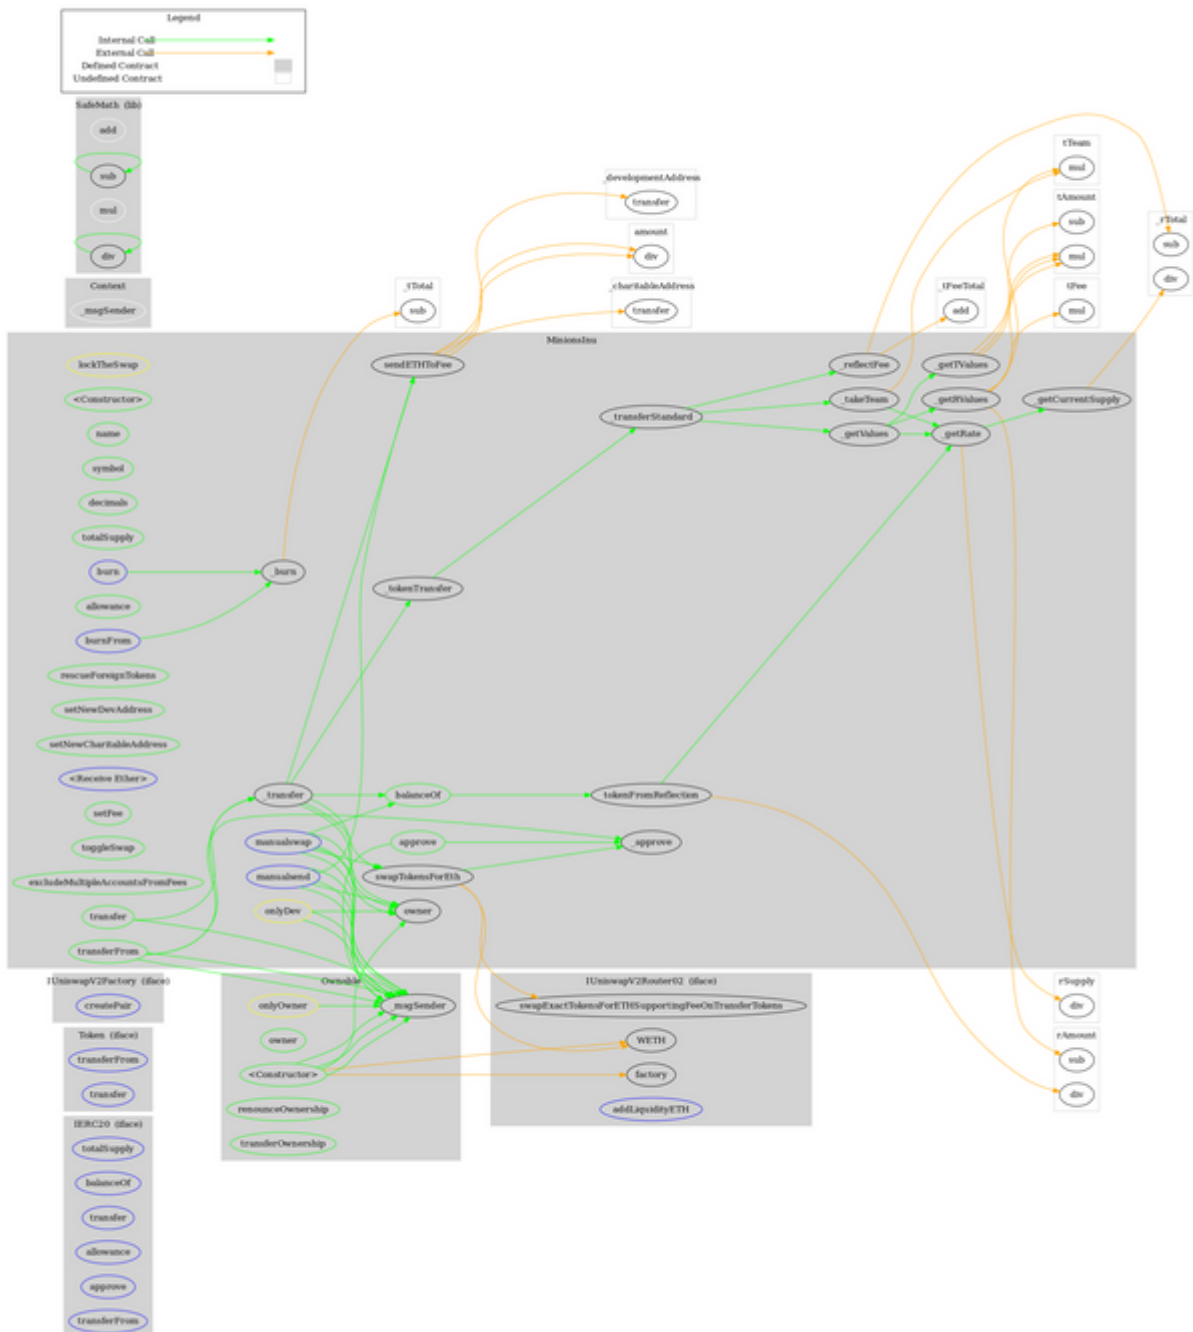 Legend
Internal Call
External Call
Defined Contract
Undefined Contract
SafeMath (lib)
add
sub
mul
div
Context
_msgSender
_tTotal
sub
_developmentAddress
transfer
amount
div
_charitableAddress
transfer
_tFeeTotal
add
tTeam
mul
tAmount
sub
mul
tFee
mul
_rTotal
sub
div
MinionsInu
lockTheSwap
<Constructor>
name
symbol
decimals
totalSupply
burn
allowance
burnFrom
rescueForeignTokens
setNewDevAddress
setNewCharitableAddress
<Receive Ether>
setFee
toggleSwap
excludeMultipleAccountsFromFees
transfer
transferFrom
_burn
_transfer
manualswap
manualsend
onlyDev
sendETHToFee
_tokenTransfer
balanceOf
approve
swapTokensForEth
owner
_transferStandard
tokenFromReflection
_approve
_reflectFee
_takeTeam
_getValues
_getTValues
_getRValues
_getRate
_getCurrentSupply
IUniswapV2Factory (iface)
createPair
Token (iface)
transferFrom
transfer
IERC20 (iface)
totalSupply
balanceOf
transfer
allowance
approve
transferFrom
Ownable
onlyOwner
owner
<Constructor>
renounceOwnership
transferOwnership
_msgSender
IUniswapV2Router02 (iface)
swapExactTokensForETHSupportingFeeOnTransferTokens
WETH
factory
addLiquidityETH
rSupply
div
rAmount
sub
div